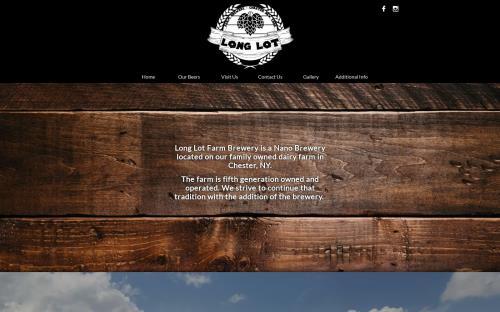 LONG LOT
Home
Our Beers
Visit Us
Contact Us
Gallery
Additional Info
Long Lot Farm Brewery is a Nano Brewery
located on our family owned dairy farm in
Chester, NY.
The farm is fifth generation owned and
operated. We strive to continue that
tradition with the addition of the brewery.